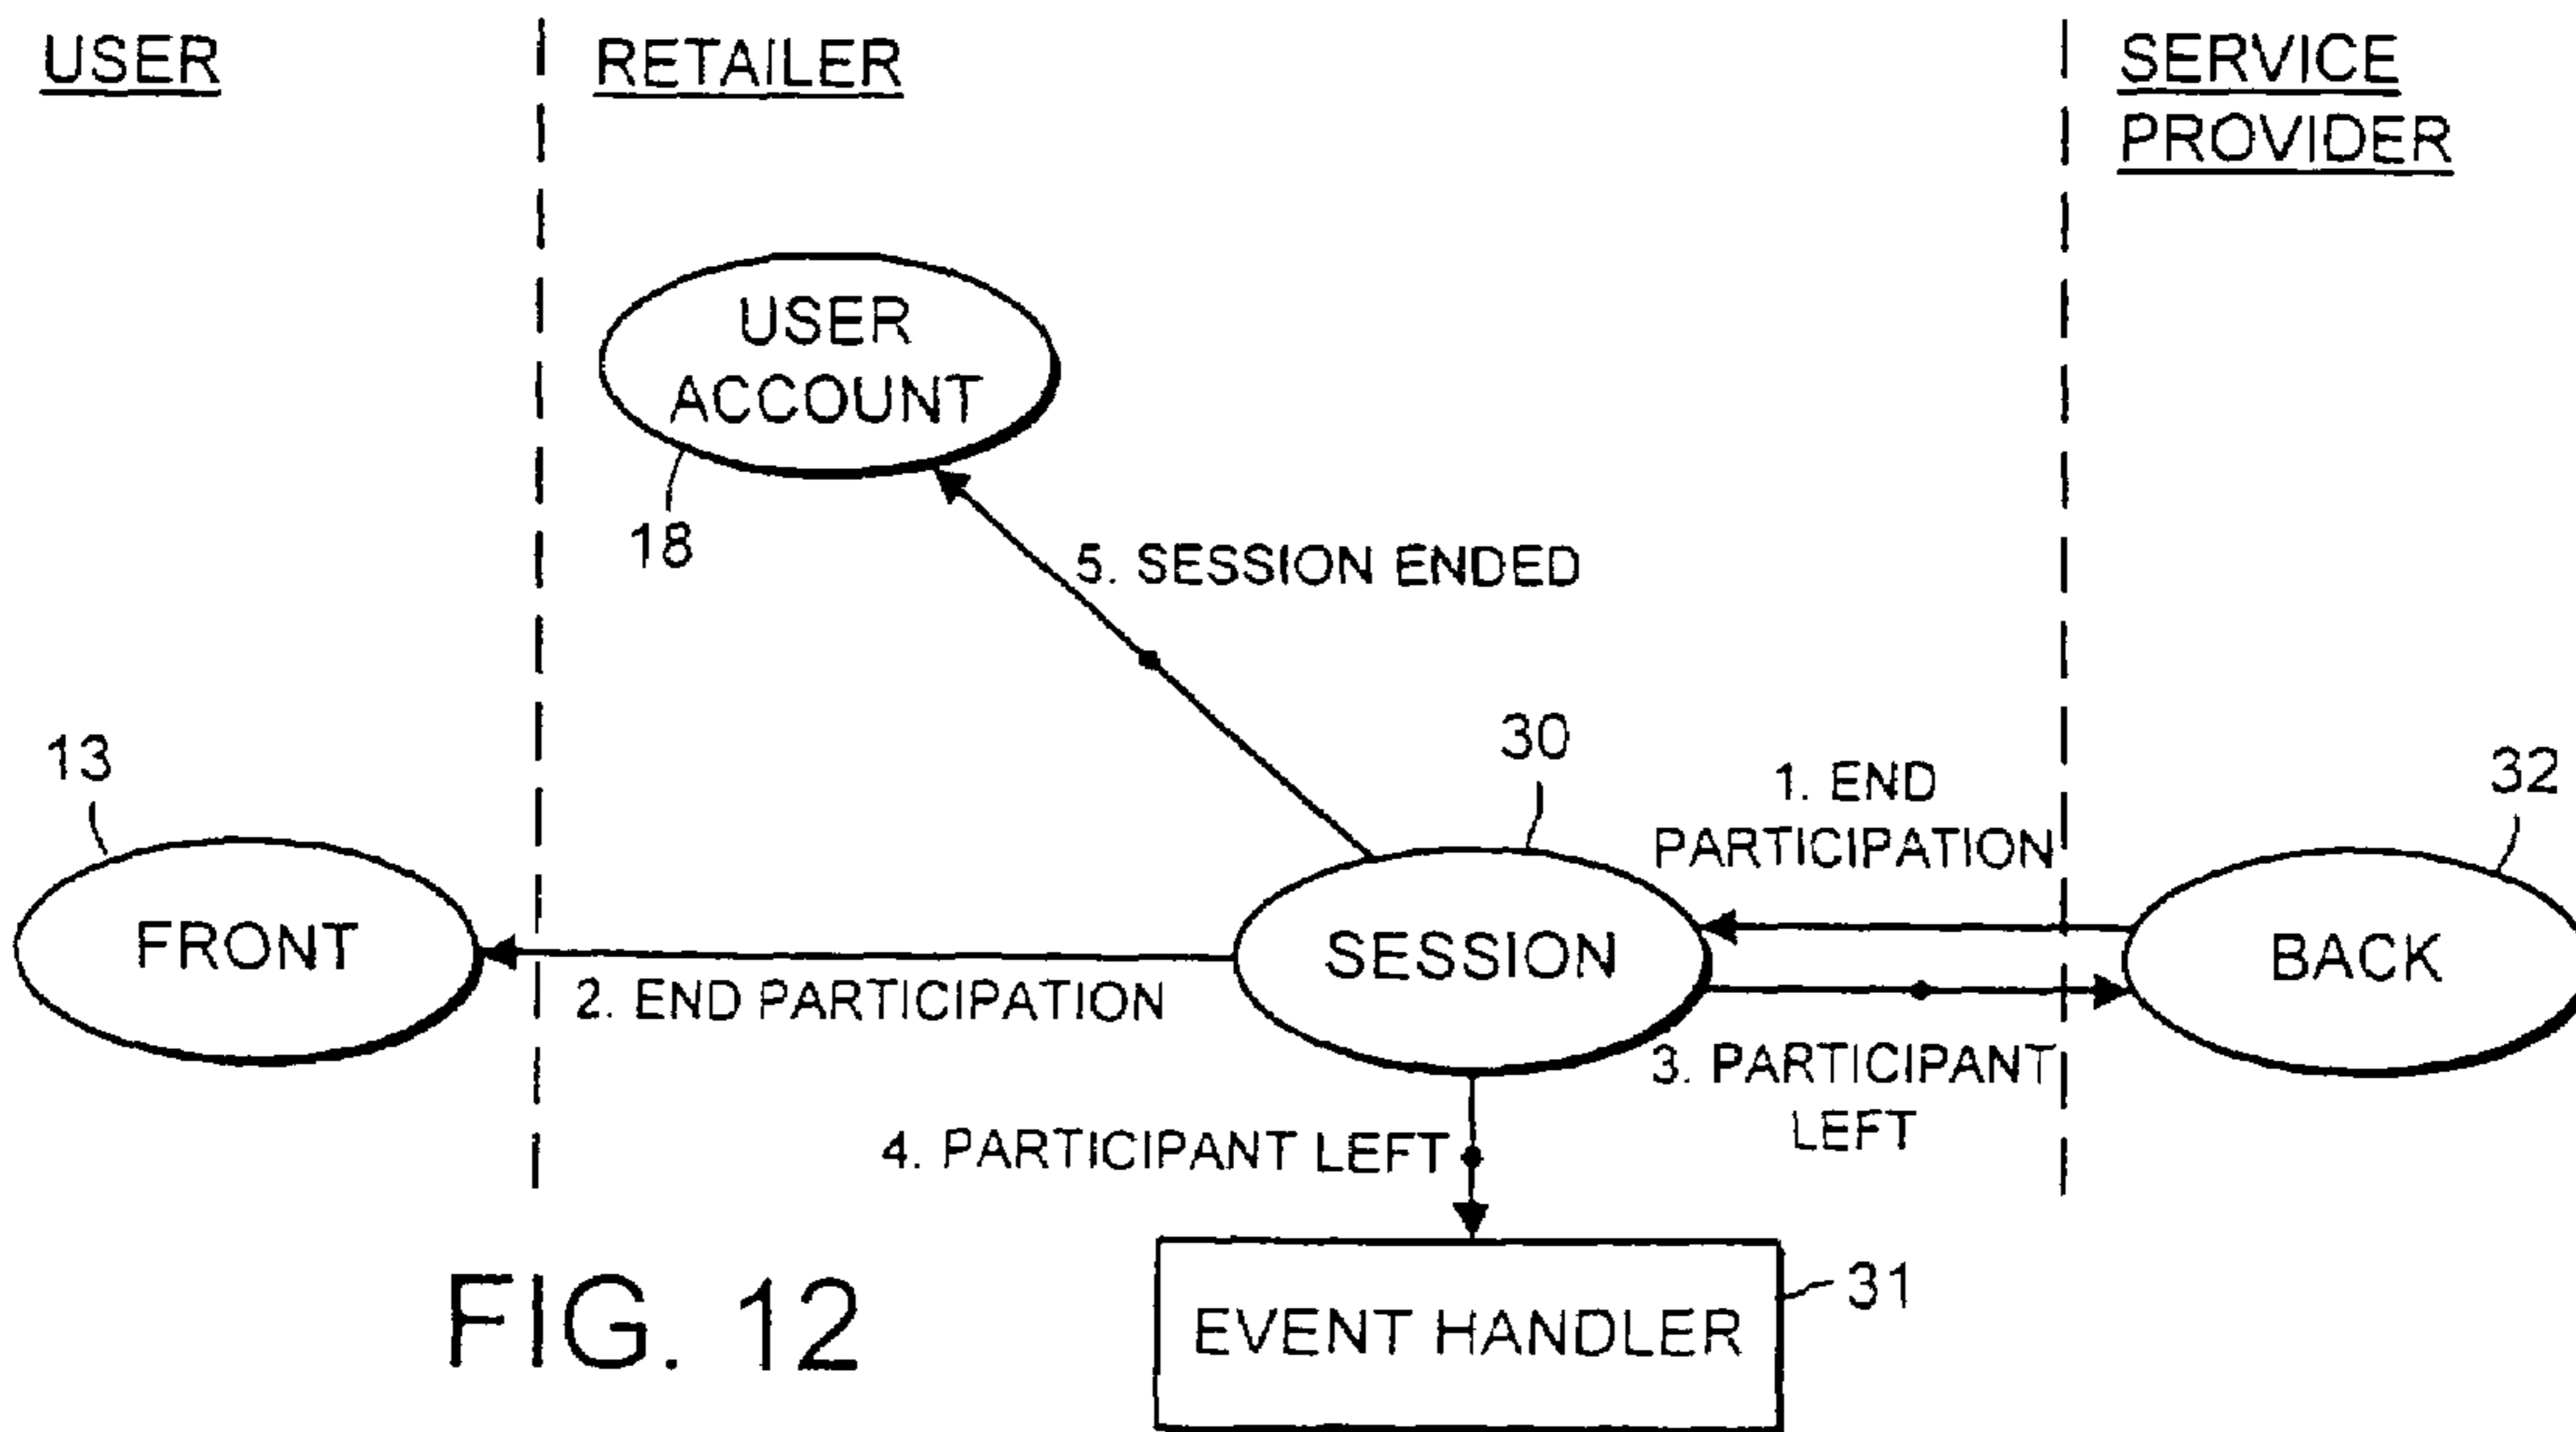 USER
RETAILER
SERVICE
PROVIDER
USER
ACCOUNT
18
5. SESSION ENDED
13
30
1. END
PARTICIPATION
32
FRONT
SESSION
BACK
2. END PARTICIPATION
3. PARTICIPANT
LEFT
4. PARTICIPANT LEFT
EVENT HANDLER
31
FIG. 12